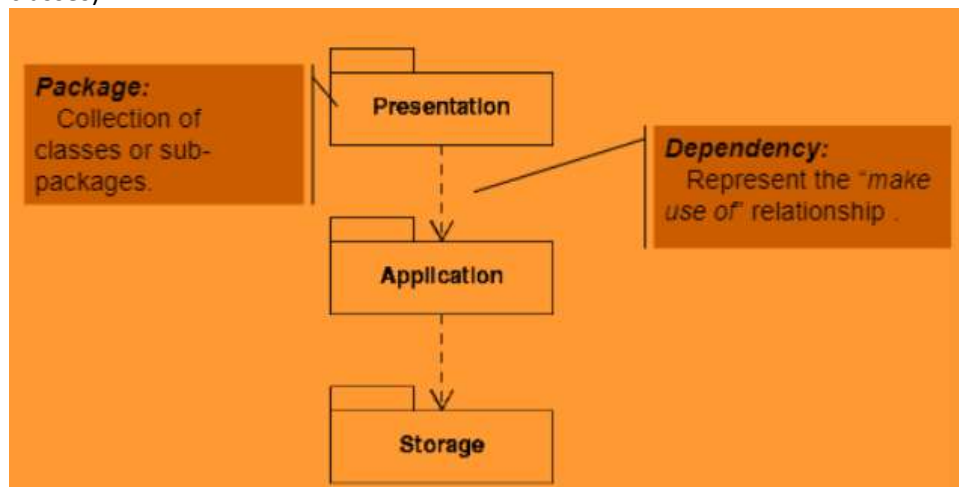 Package:
Collection of
classes or sub-
packages.
Presentation
Dependency:
Represent the "make
use of" relationship .
Application
Storage